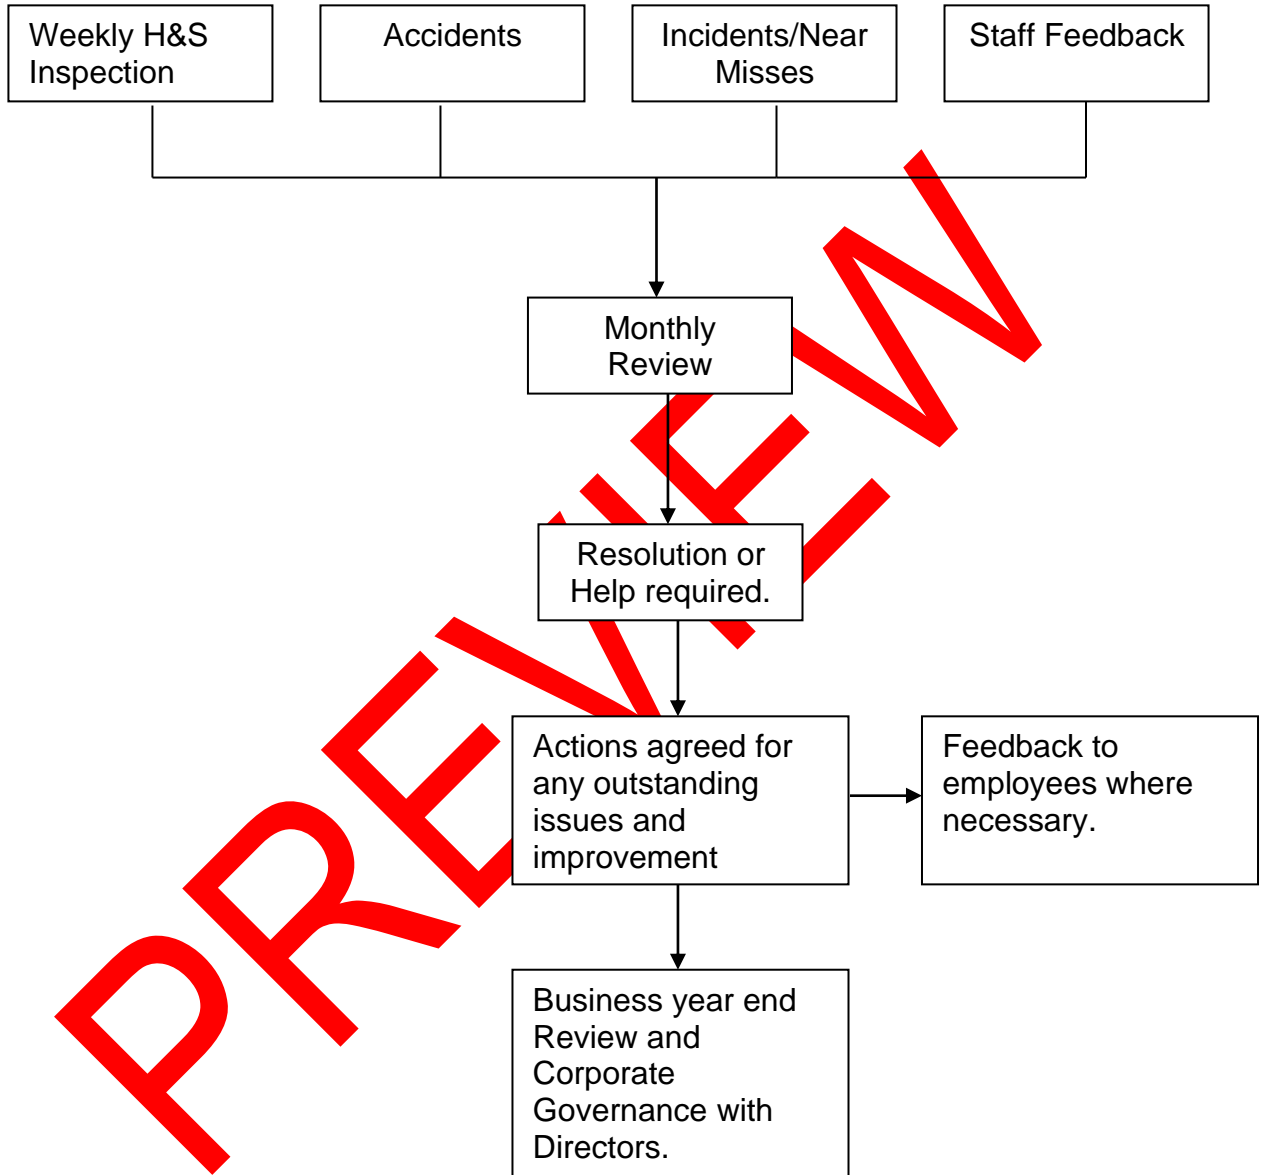 Weekly H&S
Inspection
Accidents
Incidents/Near
Misses
Staff Feedback
Monthly
Review
Resolution or
Help required.
Actions agreed for
any outstanding
issues and
improvement
Feedback to
employees where
necessary.
Business year end
Review and
Corporate
Governance with
Directors.
PREVIEW